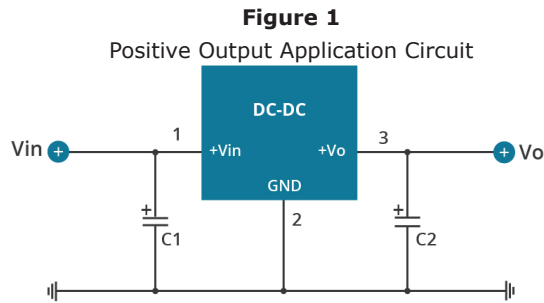 Figure 1
Positive Output Application Circuit
DC-DC
Vin + 1 +Vin +Vo 3 + Vo
GND
2
+ C1
+ C2